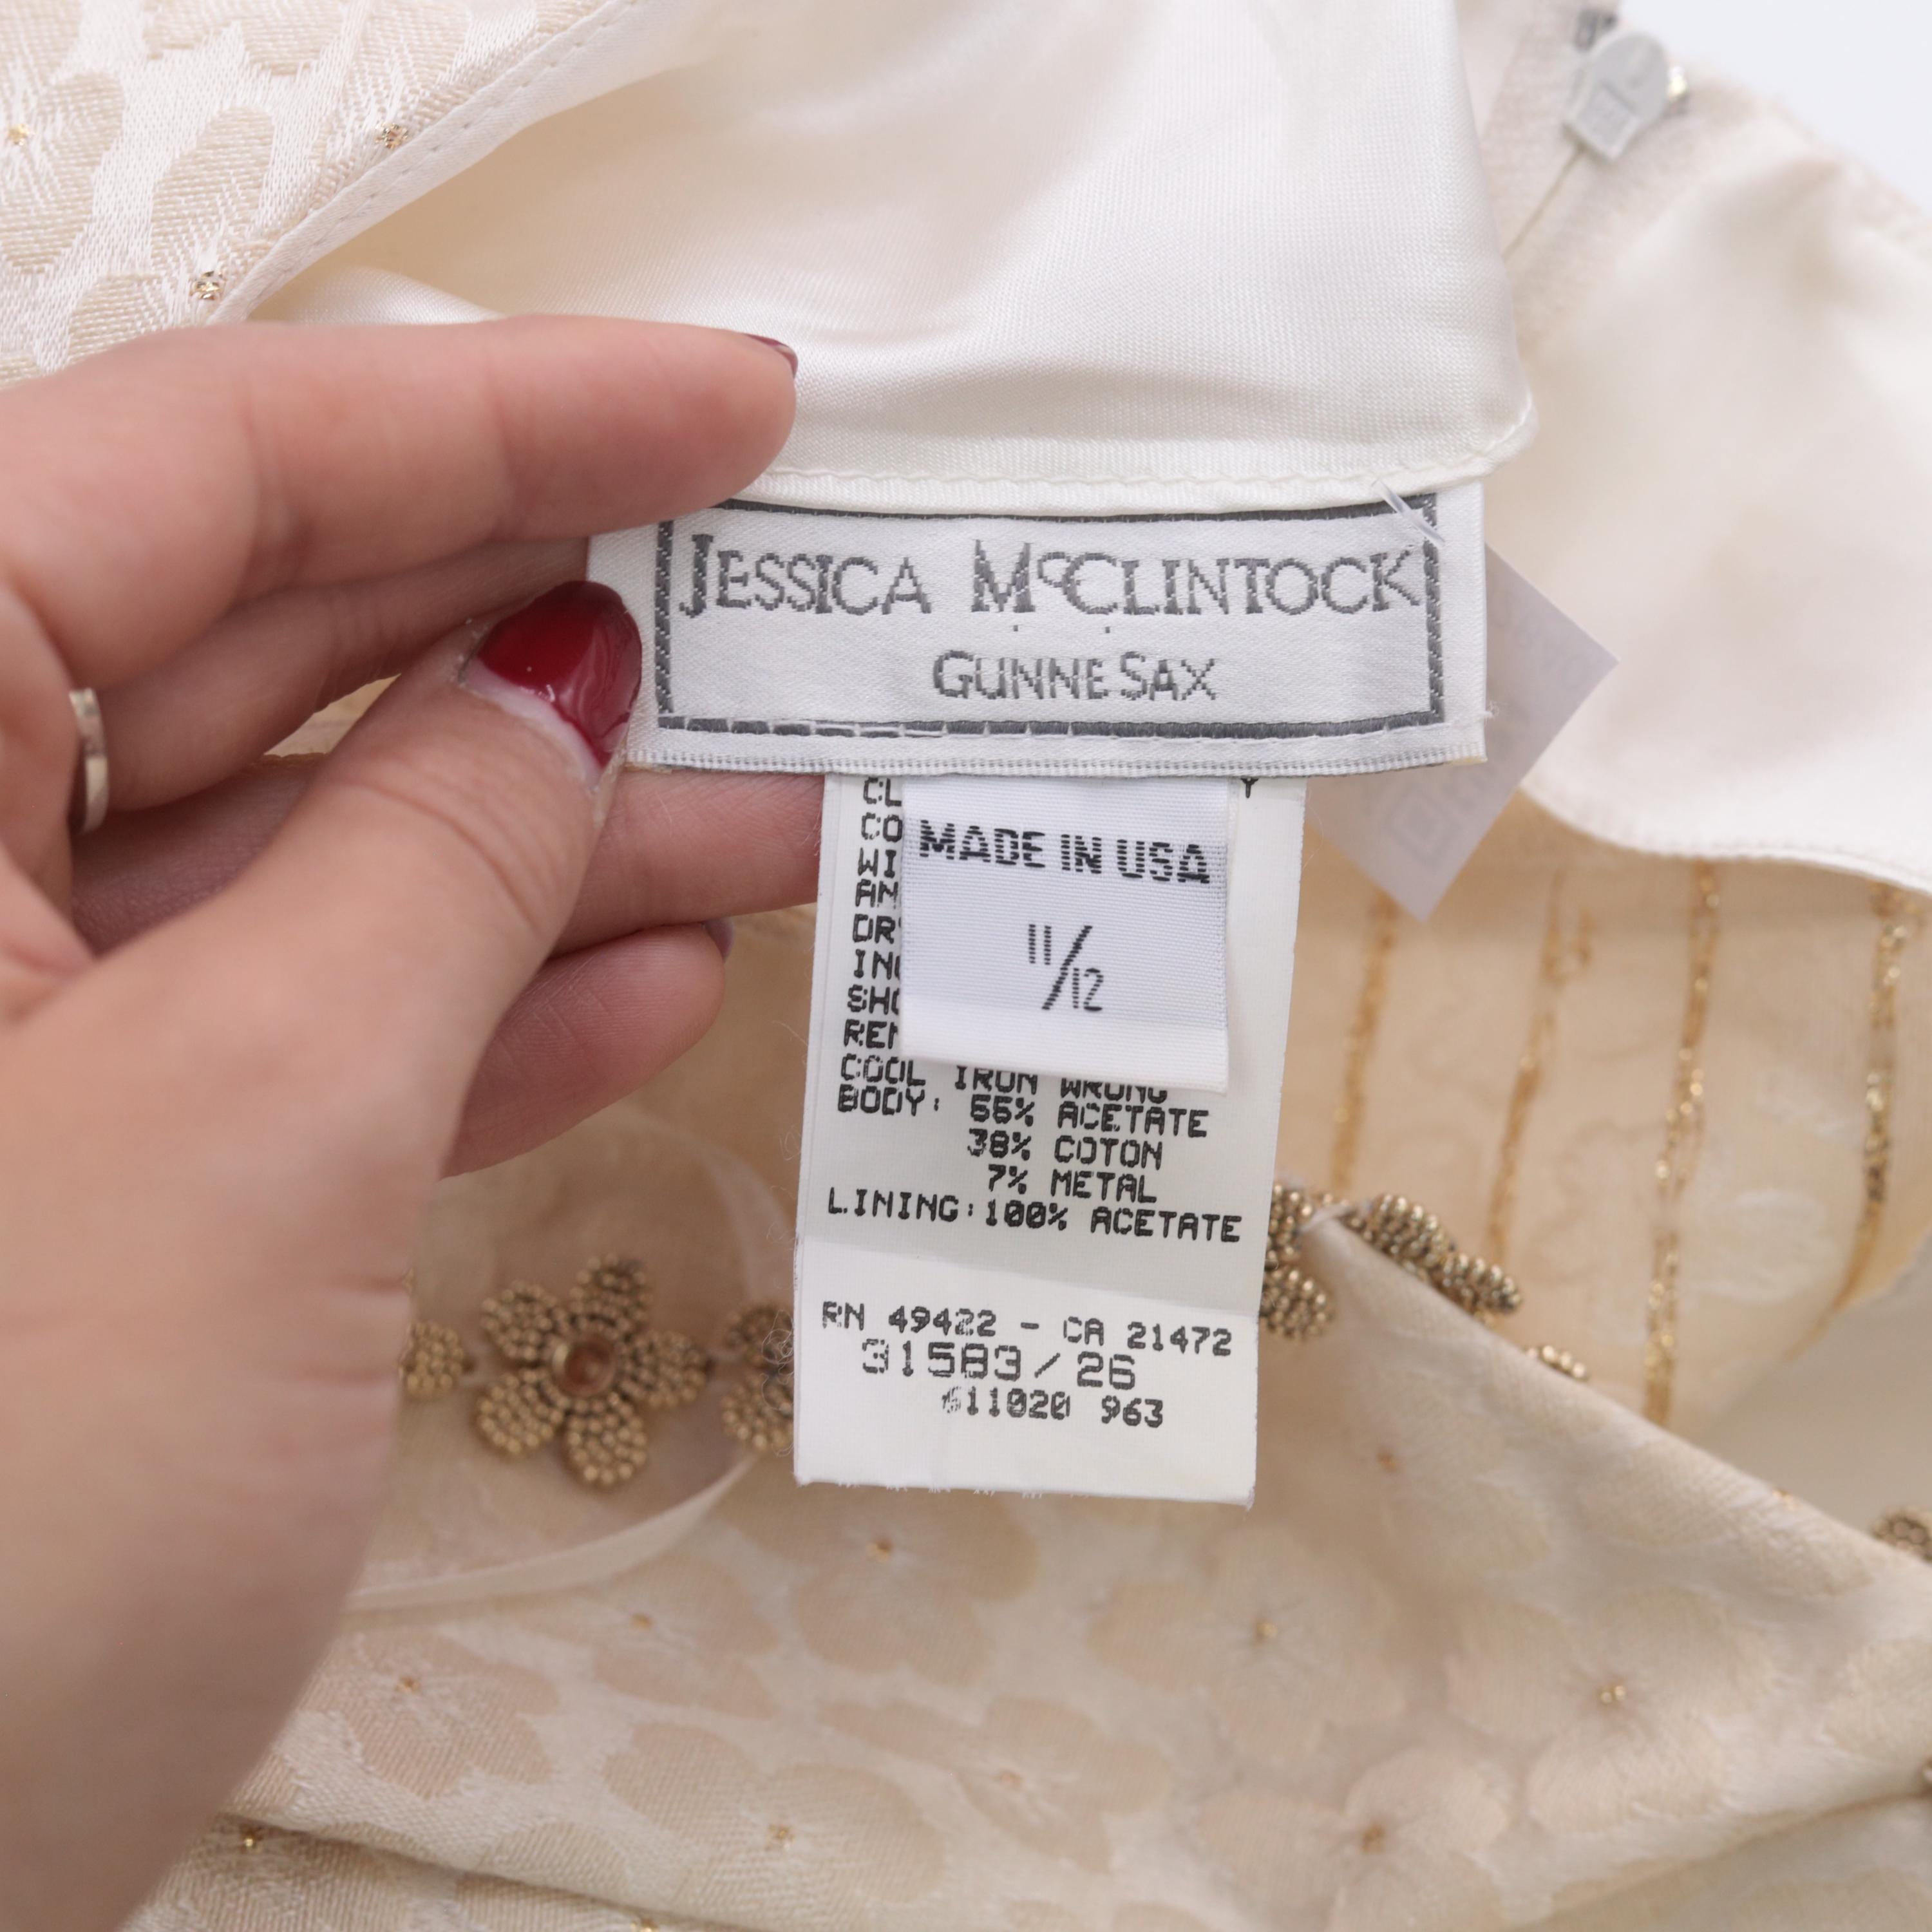 JESSICA McCLINTOCK
GUNNE SAX
MADE IN USA
11/12
COOL IRON WRONG
BODY: 55% ACETATE
38% COTON
7% METAL
LINING: 100% ACETATE
RN 49422 - CA 21472
31583/26
611020 963